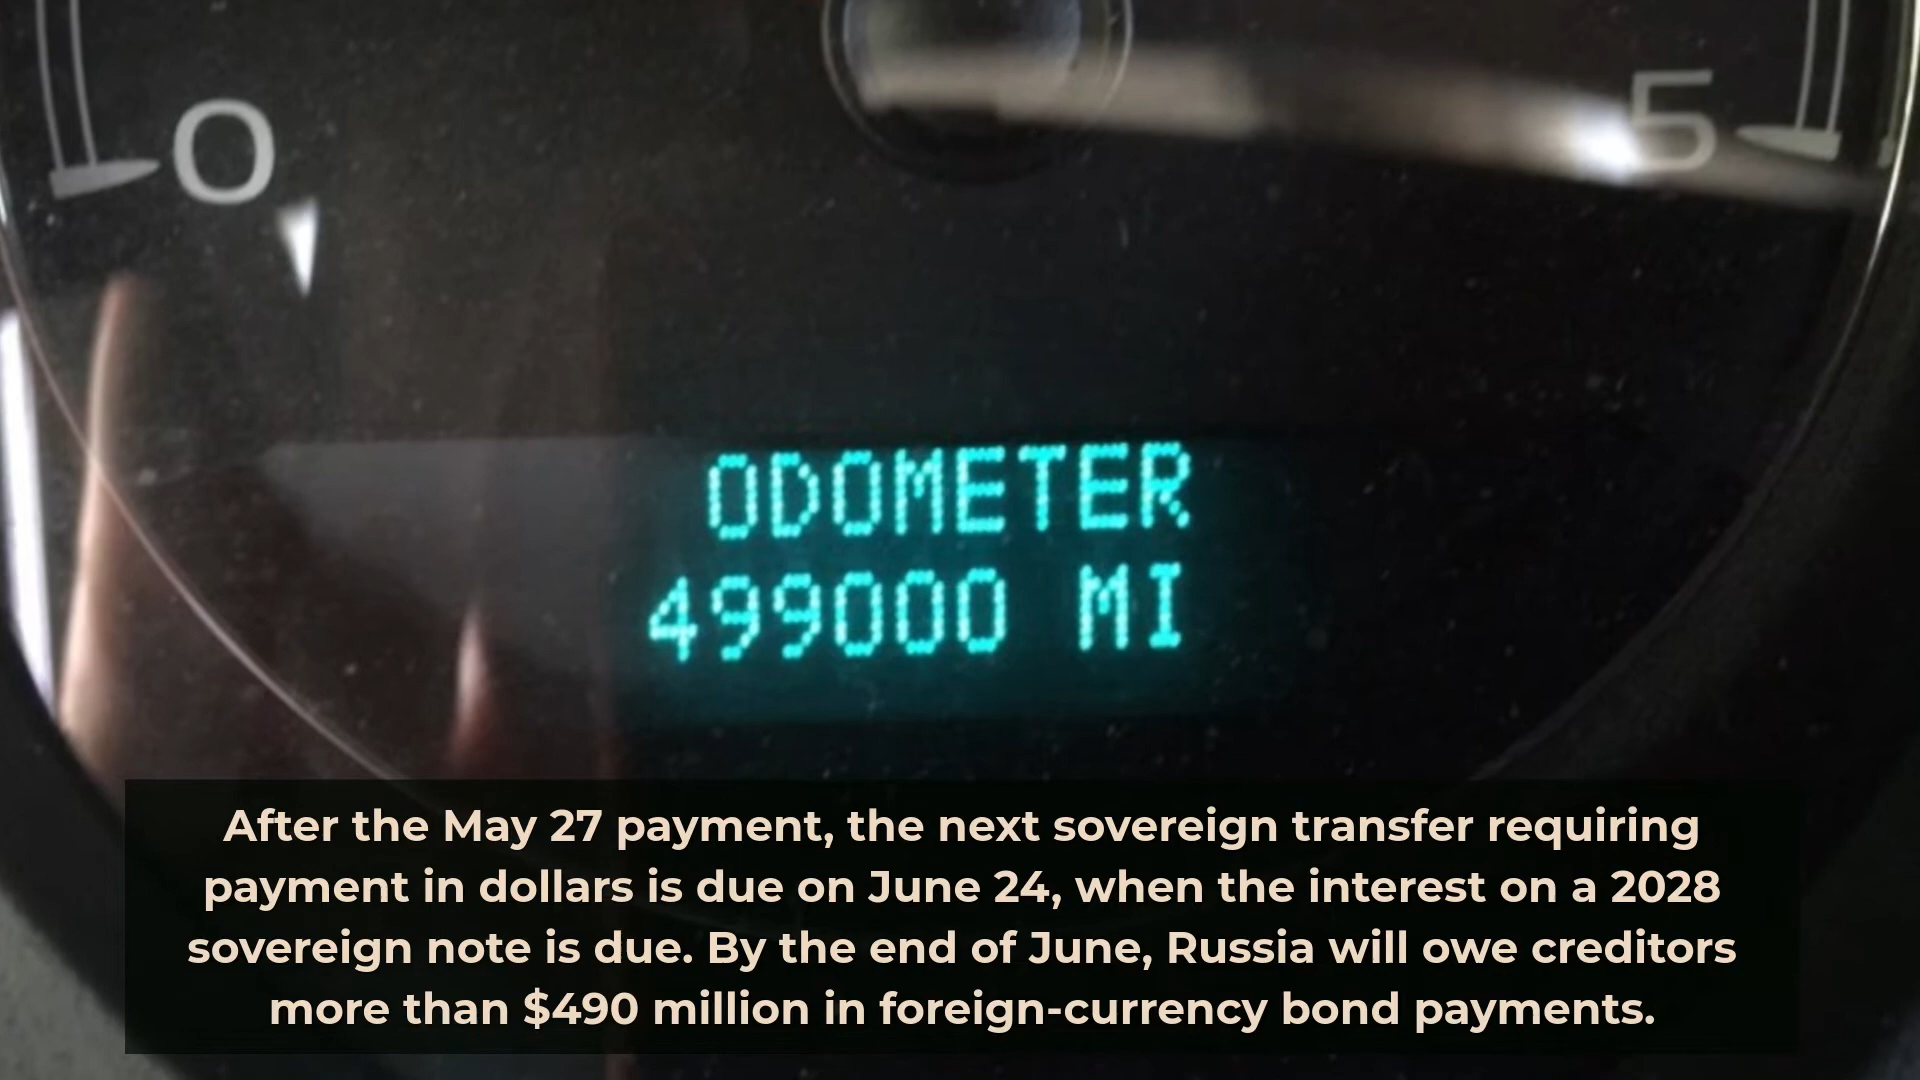 0
5
ODOMETER
499000 MI
After the May 27 payment, the next sovereign transfer requiring
payment in dollars is due on June 24, when the interest on a 2028
sovereign note is due. By the end of June, Russia will owe creditors
more than $490 million in foreign-currency bond payments.